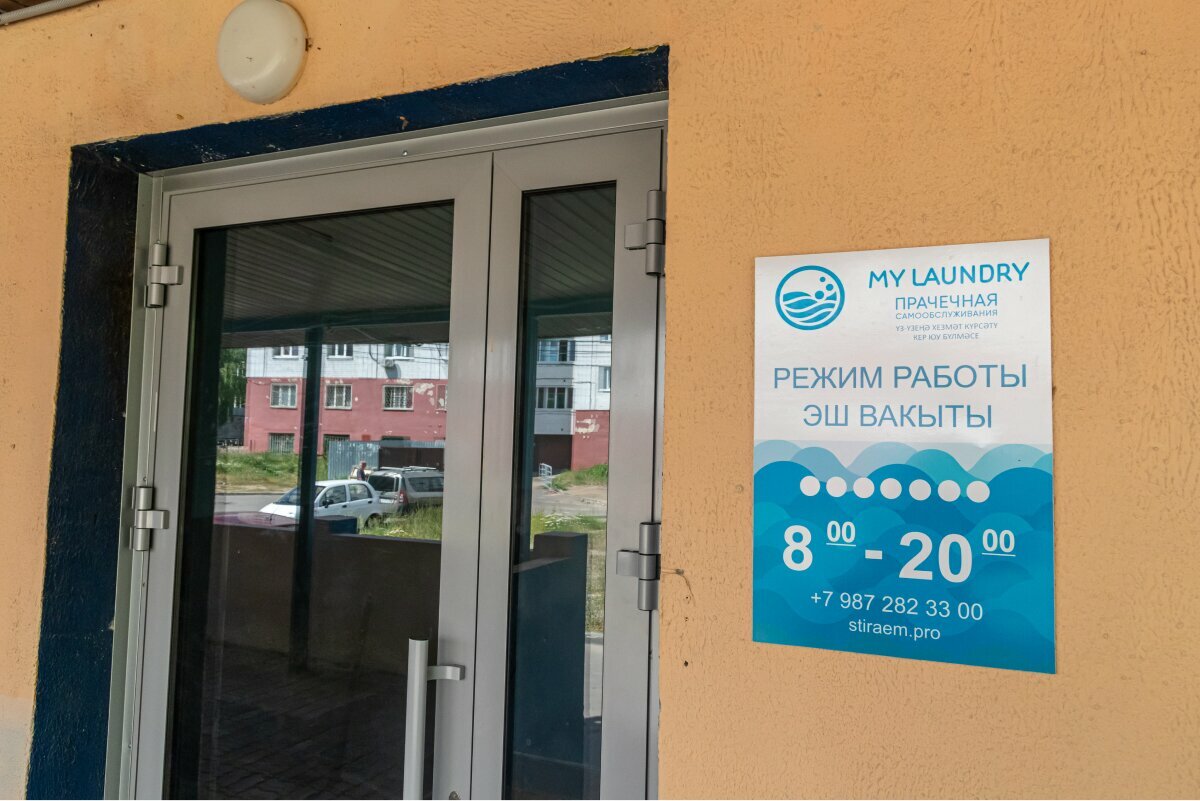 MY LAUNDRY
ПРАЧЕЧНАЯ
САМООБСЛУЖИВАНИЯ
ҮЗ-ҮЗЕҢӘ ХЕЗМӘТ КҮРСӘТҮ
КЕР ЮУ БҮЛМӘСЕ
РЕЖИМ РАБОТЫ
ЭШ ВАКЫТЫ
8 00 - 20 00
+7 987 282 33 00
stiraem.pro